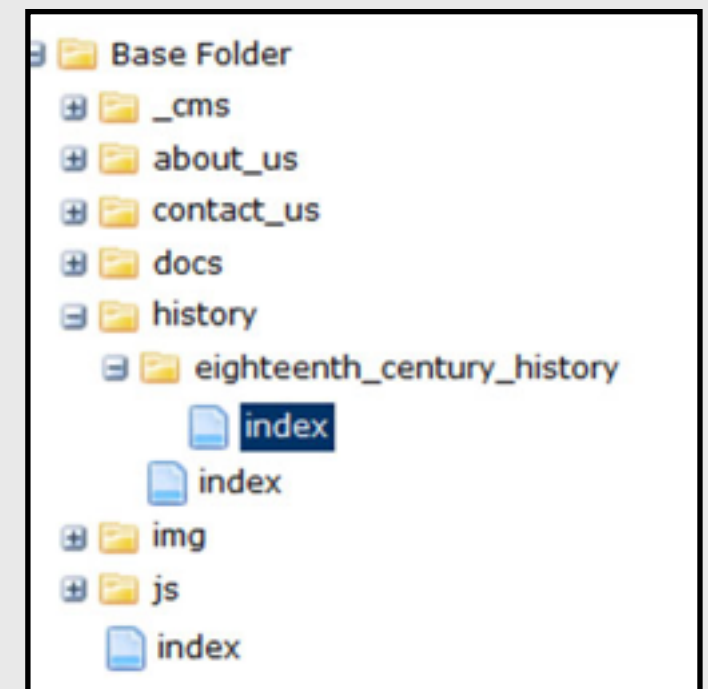 Base Folder
_cms
about_us
contact_us
docs
history
eighteenth_century_history
index
index
img
js
index